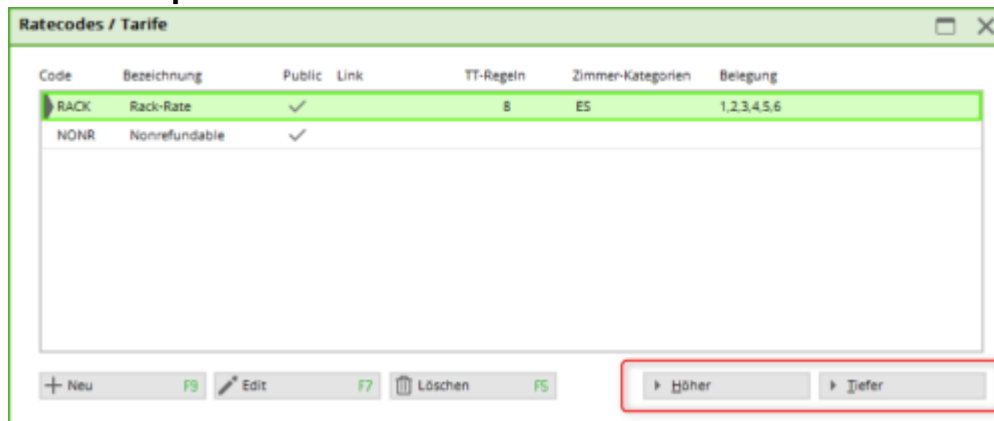 Ratecodes / Tarife
Code Bezeichnung Public Link TT-Regeln Zimmer-Kategorien Belegung
RACK Rack-Rate 8 ES 1,2,3,4,5,6
NONR Nonrefundable
Neu F9 Edit F7 Löschen F5 Höher Tiefer